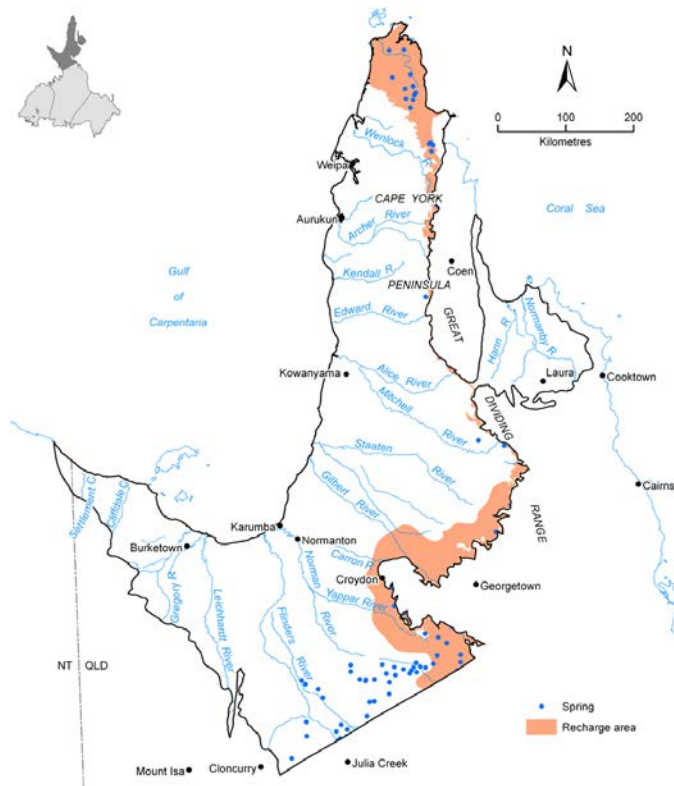 N
0 100 200
Kilometres
Wenlock R
Weipa
CAPE YORK
Coral Sea
Aurukun
Archer River
Coen
Gulf
of
Carpentaria
Kendall R
PENINSULA
GREAT
Edward River
Hann R
Normanby R
Laura
Cooktown
Kowanyama
Alice River
Mitchell River
DIVIDING
Staaten River
Gilbert River
RANGE
Cairns
Settlement C
Cliffdale C
Karumba
Normanton
Burketown
Carron R
Croydon
Georgetown
Gregory R
Leichhardt River
Norman River
Yappar River
Flinders River
NT QLD
Spring
Recharge area
Mount Isa
Cloncurry
Julia Creek